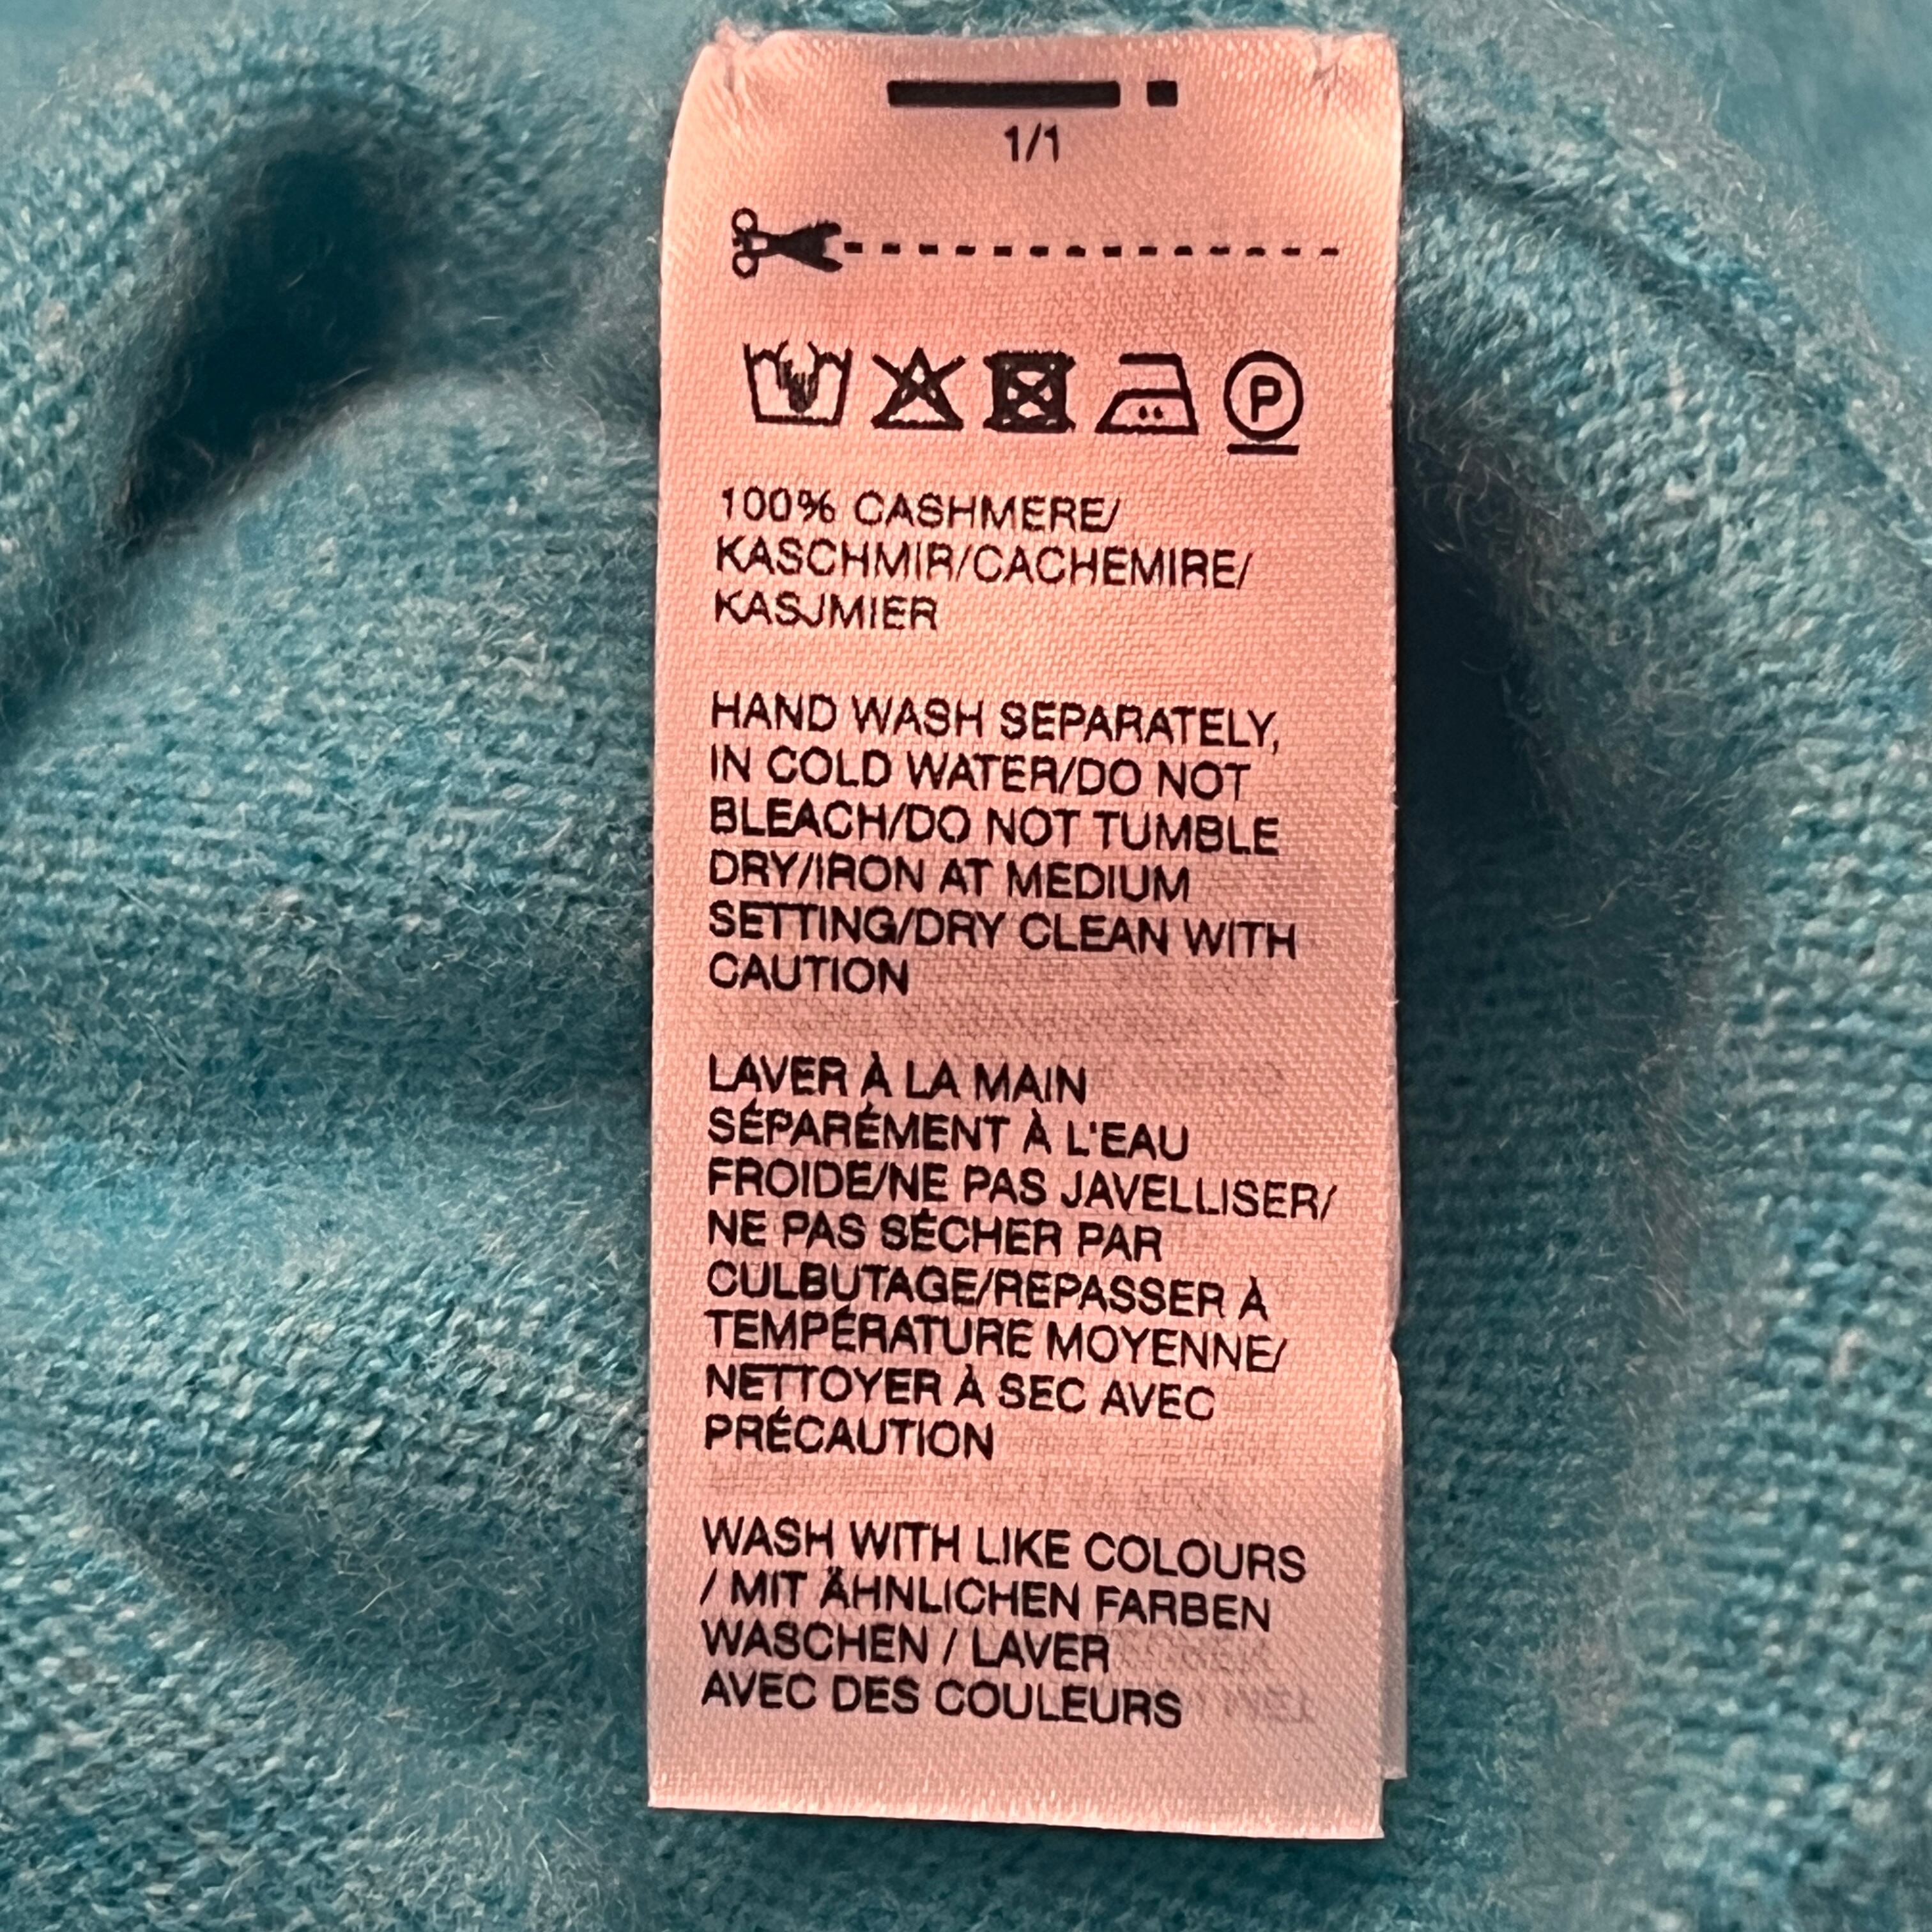 1/1
P
100% CASHMERE/
KASCHMIR/CACHEMIRE/
KASJMIER
HAND WASH SEPARATELY,
IN COLD WATER/DO NOT
BLEACH/DO NOT TUMBLE
DRY/IRON AT MEDIUM
SETTING/DRY CLEAN WITH
CAUTION
LAVER À LA MAIN
SÉPARÉMENT À L'EAU
FROIDE/NE PAS JAVELLISER/
NE PAS SÉCHER PAR
CULBUTAGE/REPASSER À
TEMPÉRATURE MOYENNE/
NETTOYER À SEC AVEC
PRÉCAUTION
WASH WITH LIKE COLOURS
/ MIT ÄHNLICHEN FARBEN
WASCHEN / LAVER
AVEC DES COULEURS